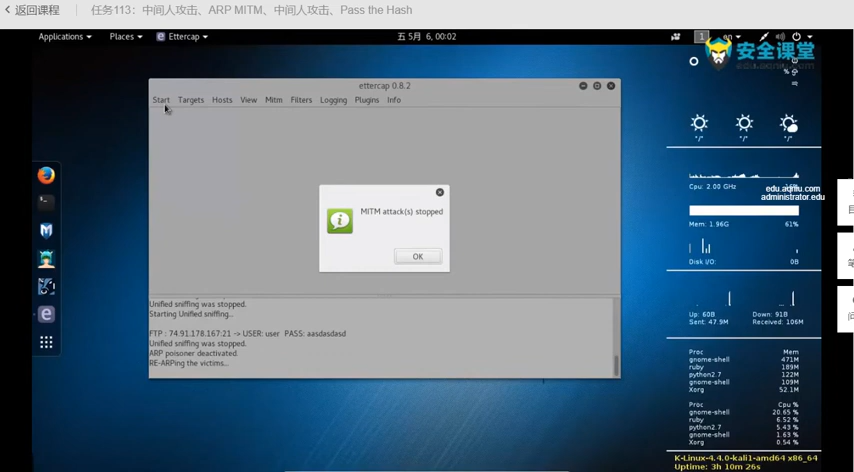 返回课程
任务113：中间人攻击、ARP MITM、中间人攻击、Pass the Hash
Applications Places Ettercap 五 5月 6, 00:02 1 en
安全课堂
edu.aqniu.com
ettercap 0.8.2
Start Targets Hosts View Mitm Filters Logging Plugins Info
MITM attack(s) stopped
OK
Unified sniffing was stopped.
Starting Unified sniffing...
FTP : 74.91.178.167:21 -> USER: user PASS: aasdasdasd
Unified sniffing was stopped.
ARP poisoner deactivated.
RE-ARPing the victims...
Cpu: 2.00 GHz 16%
edu.aqniu.com
administrator.edu
Mem: 1.96G 61%
Disk I/O: 0B
Up: 60B Down: 91B
Sent: 47.9M Received: 106M
Proc Mem
gnome-shell 471M
ruby 189M
python2.7 122M
gnome-shell 109M
Xorg 52.1M
Proc Cpu %
gnome-shell 20.65 %
ruby 6.52 %
python2.7 5.43 %
gnome-shell 1.63 %
Xorg 0.54 %
K-Linux-4.4.0-kali1-amd64 x86_64
Uptime: 3h 10m 26s